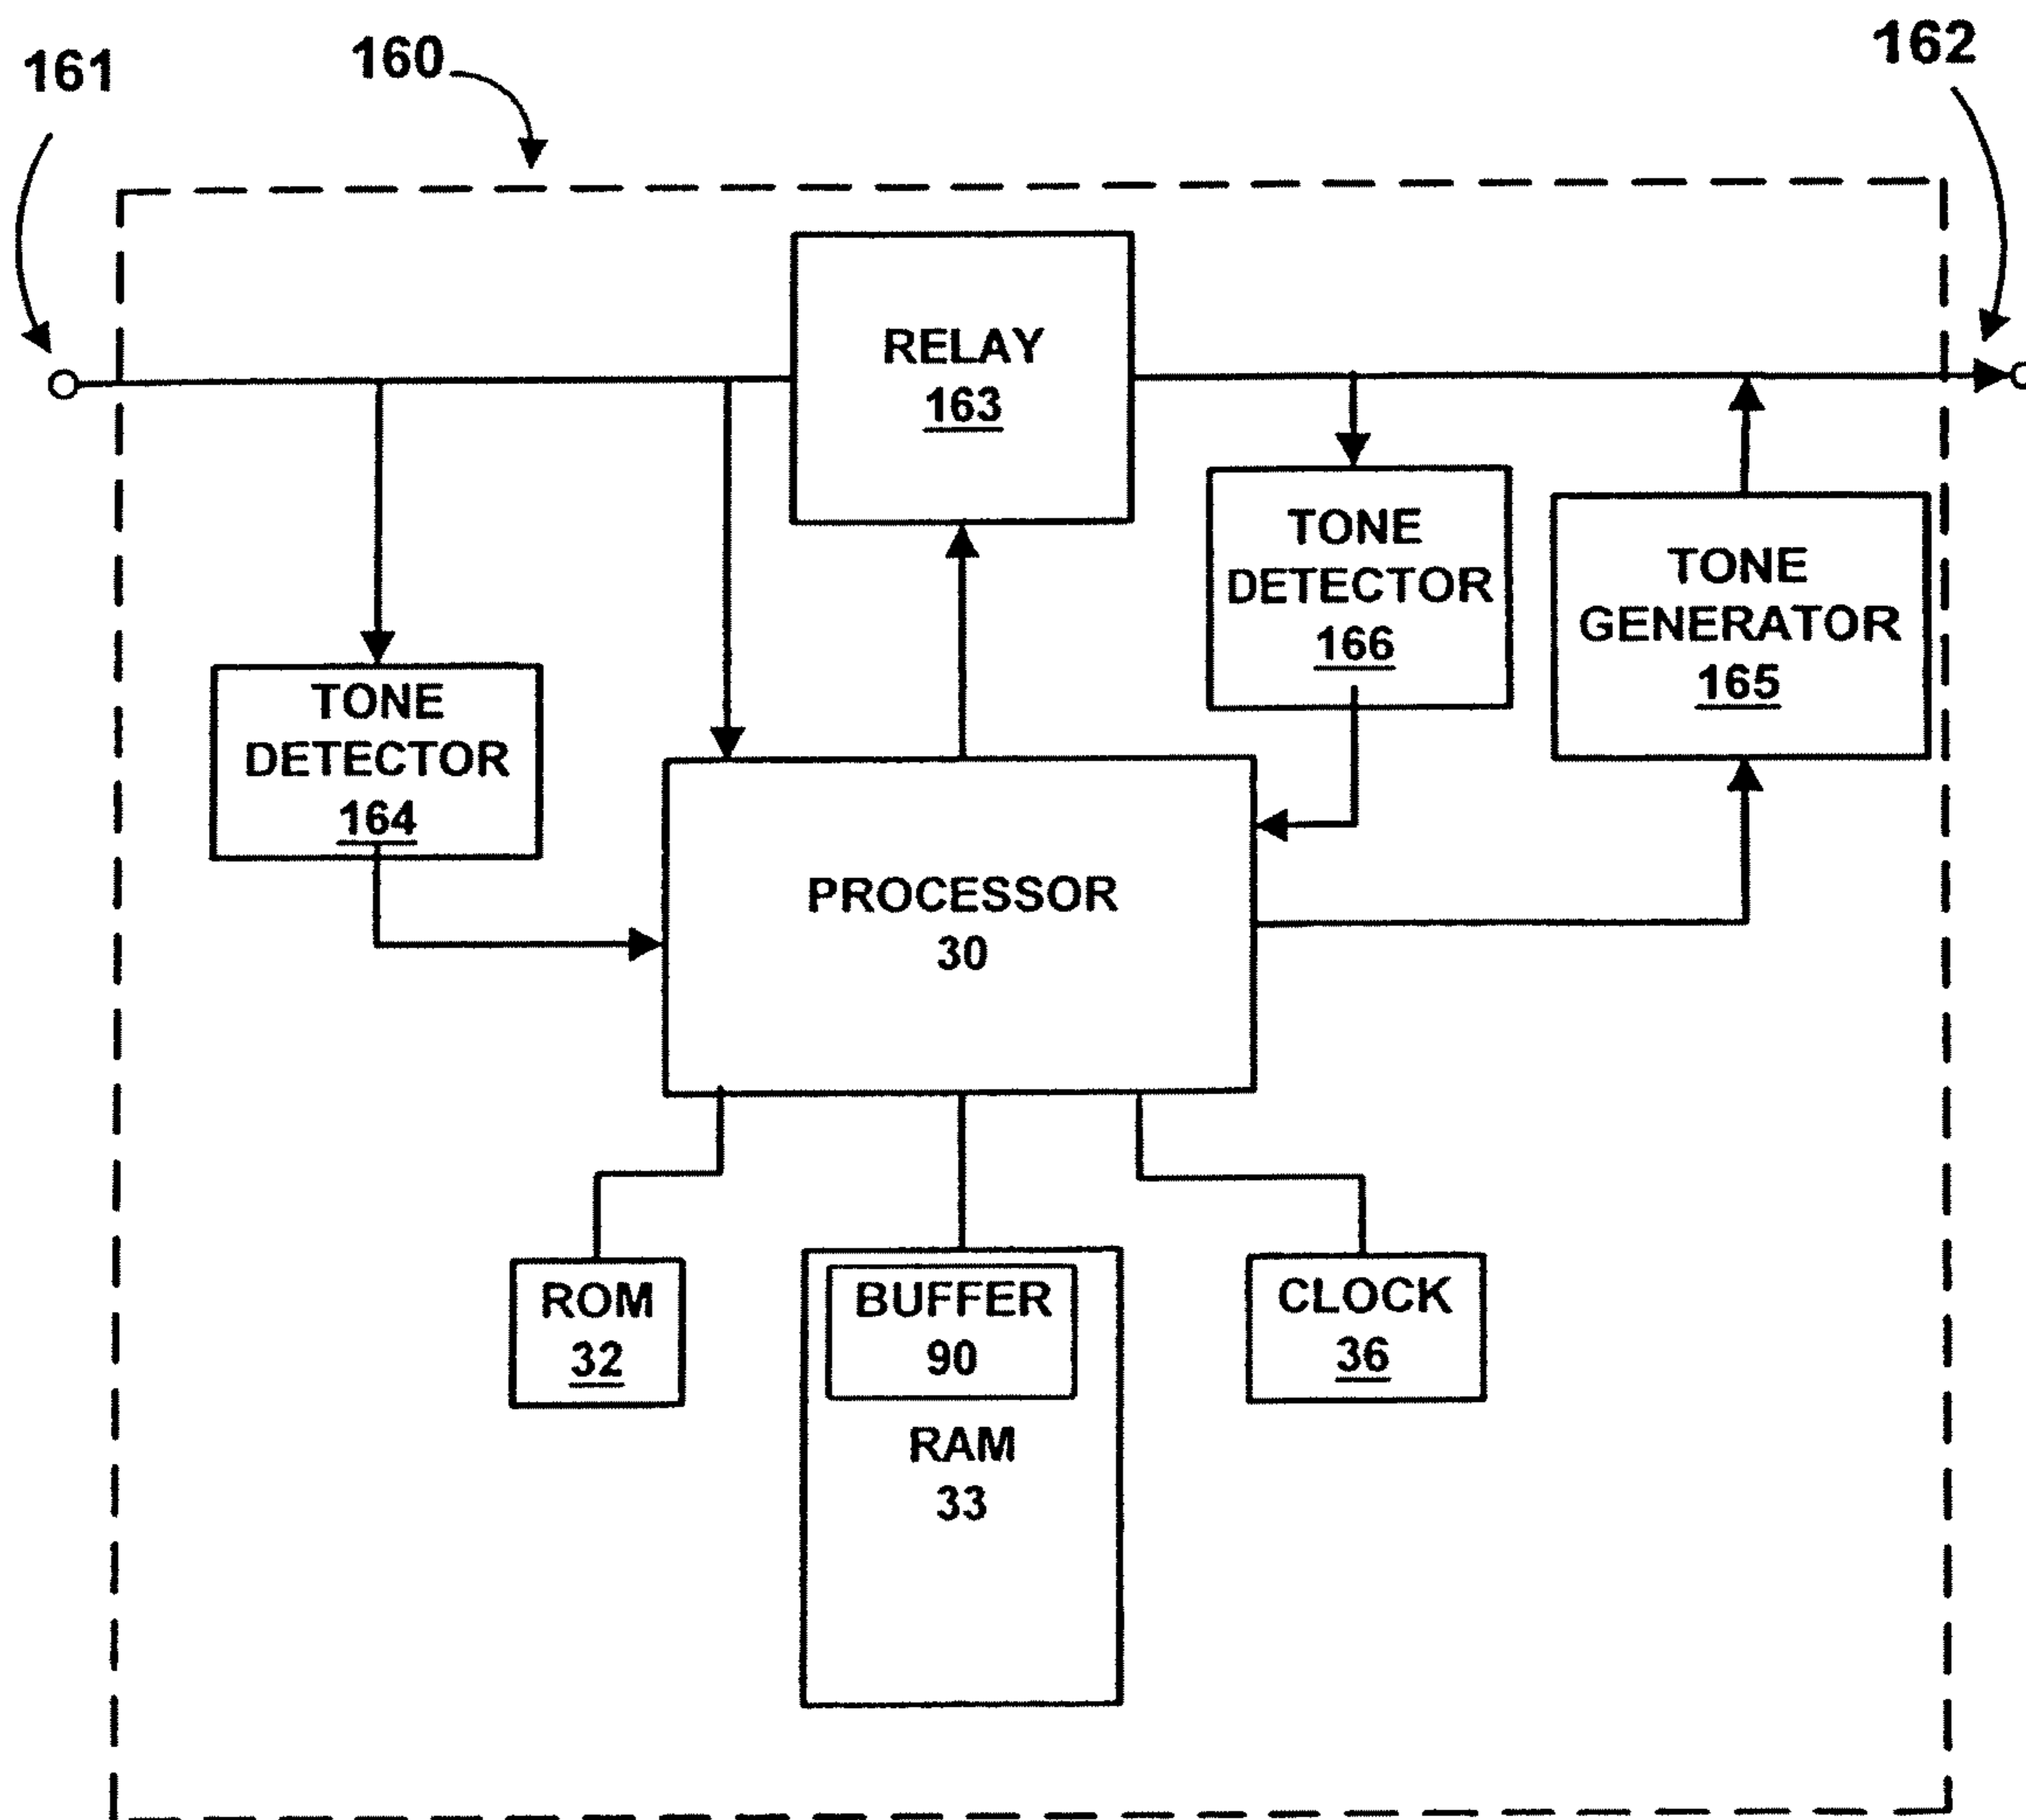 161
160
162
RELAY
163
TONE
DETECTOR
166
TONE
GENERATOR
165
TONE
DETECTOR
164
PROCESSOR
30
ROM
32
BUFFER
90
RAM
33
CLOCK
36